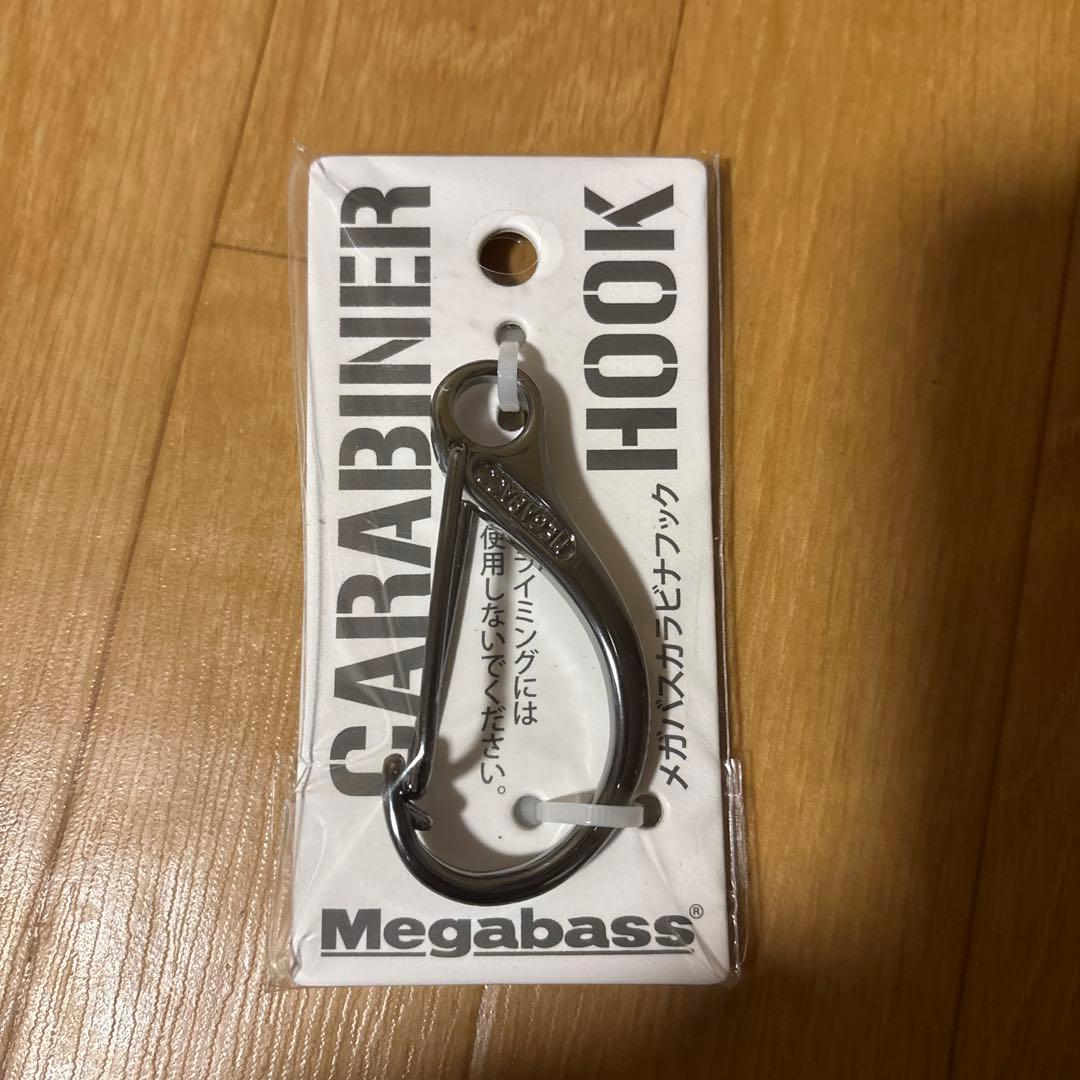 CARABINER
HOOK
メガバスカラビナフック
ライミングには
使用しないでください。
MEGABASS
Megabass®